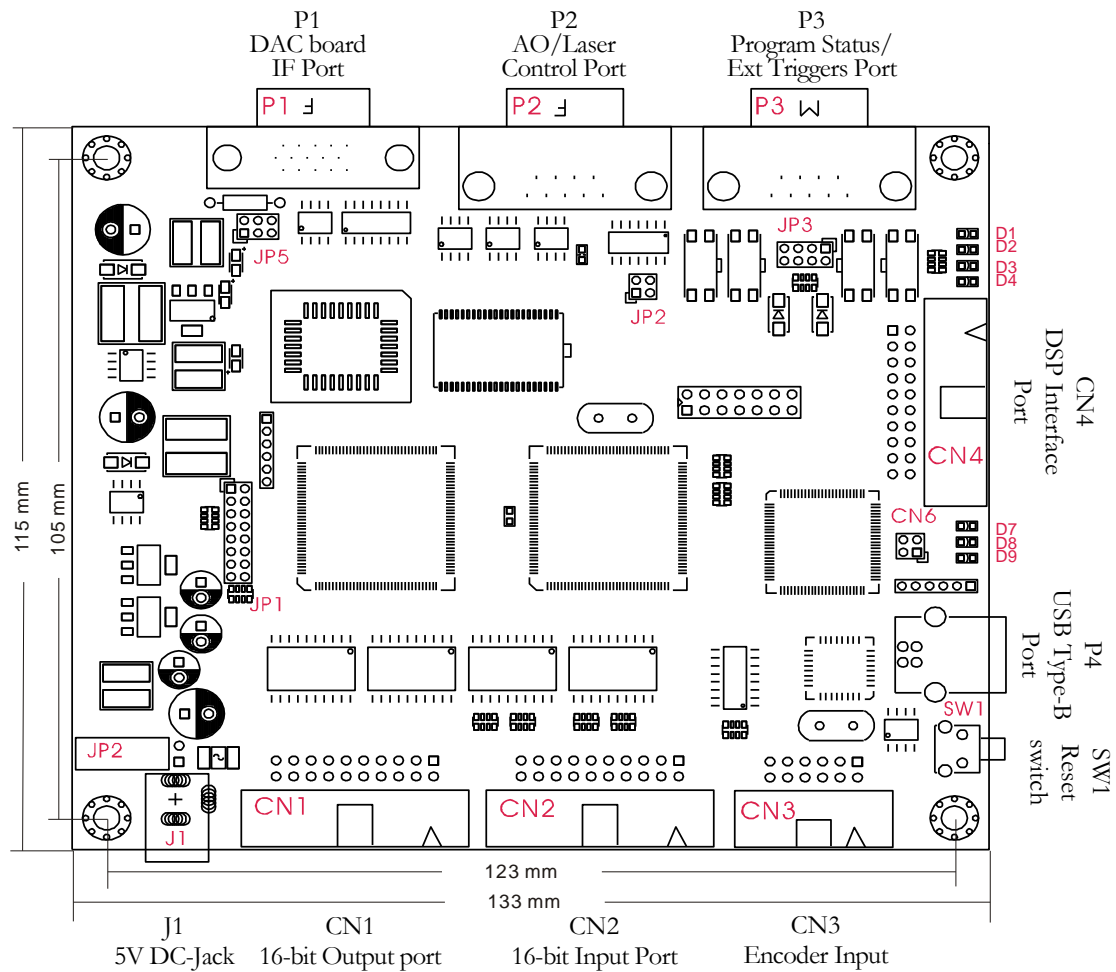 P1
DAC board
IF Port
P2
AO/Laser
Control Port
P3
Program Status/
Ext Triggers Port
P1 F
P2 F
P3 M
JP5
JP3
JP2
D1
D2
D3
D4
CN4
DSP Interface
Port
CN4
CN6
D7
D8
D9
JP1
115 mm
105 mm
P4
USB Type-B
Port
SW1
SW1
Reset
switch
JP2
J1
CN1
CN2
CN3
123 mm
133 mm
J1
5V DC-Jack
CN1
16-bit Output port
CN2
16-bit Input Port
CN3
Encoder Input